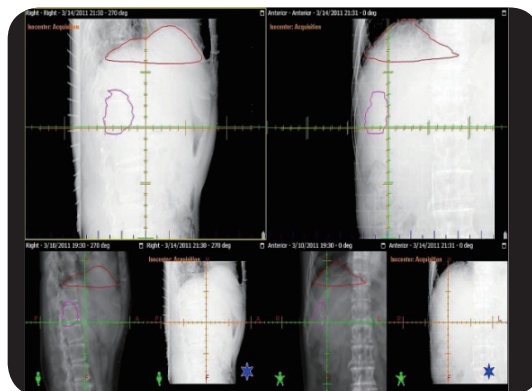 Right - Right - 3/14/2011 21:30 - 270 deg
Isocenter: Acquisition
Anterior - Anterior - 3/14/2011 21:31 - 0 deg
Isocenter: Acquisition
Right - 3/10/2011 19:30 - 270 deg
Right - 3/14/2011 21:30 - 270 deg
Isocenter: Acquisition
Anterior - 3/10/2011 19:30 - 0 deg
Anterior - 3/14/2011 21:31 - 0 deg
Isocenter: Acquisition